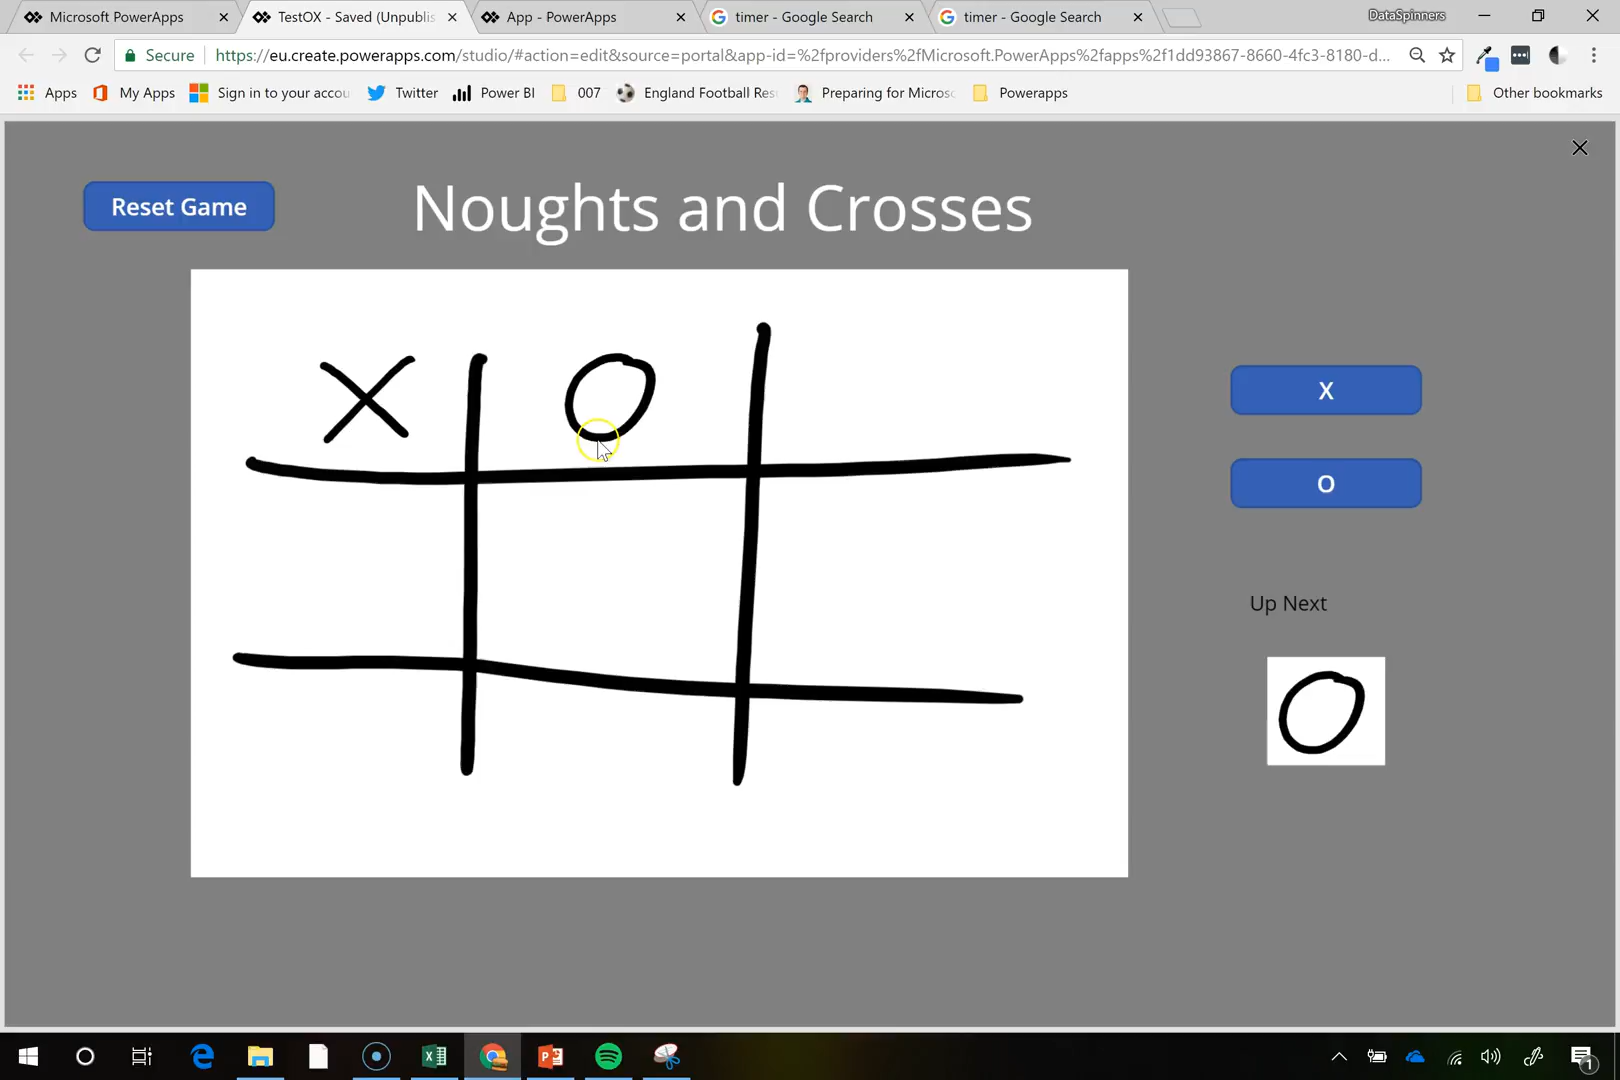 Microsoft PowerApps
TestOX - Saved (Unpublis
App - PowerApps
timer - Google Search
timer - Google Search
DataSpinners
Secure
https://eu.create.powerapps.com/studio/#action=edit&source=portal&app-id=%2fproviders%2fMicrosoft.PowerApps%2fapps%2f1dd93867-8660-4fc3-8180-d...
Apps
My Apps
Sign in to your accou
Twitter
Power BI
007
England Football Res
Preparing for Microso
Powerapps
Other bookmarks
Reset Game
Noughts and Crosses
X
O
X
O
Up Next
O
1